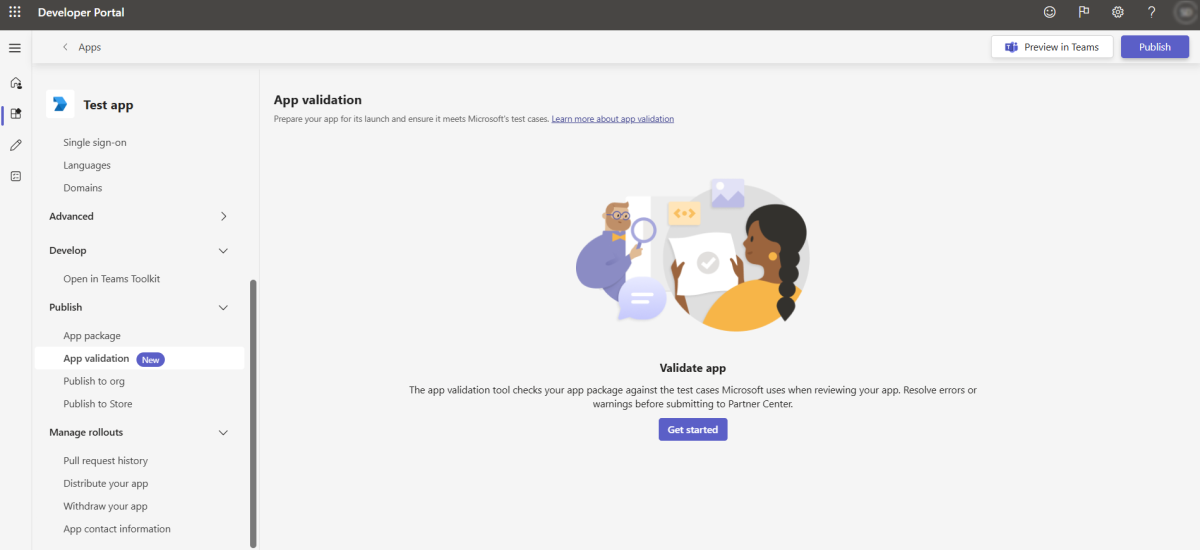 Developer Portal
?
Apps
Preview in Teams
Publish
Test app
Single sign-on
Languages
Domains
Advanced
Develop
Open in Teams Toolkit
Publish
App package
App validation New
Publish to org
Publish to Store
Manage rollouts
Pull request history
Distribute your app
Withdraw your app
App contact information
App validation
Prepare your app for its launch and ensure it meets Microsoft's test cases. Learn more about app validation
Validate app
The app validation tool checks your app package against the test cases Microsoft uses when reviewing your app. Resolve errors or
warnings before submitting to Partner Center.
Get started